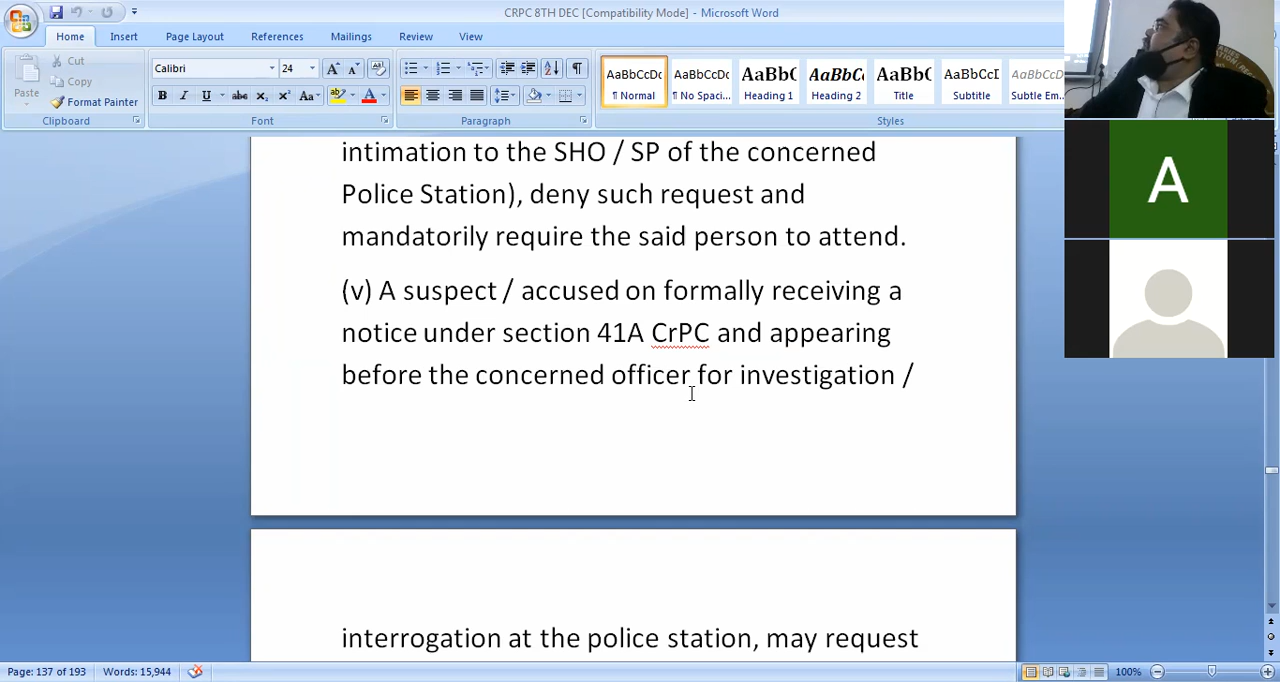 CRPC 8TH DEC [Compatibility Mode] - Microsoft Word
Home Insert Page Layout References Mailings Review View
Paste
Cut
Copy
Format Painter
Clipboard
Calibri 24
Font
Paragraph
AaBbCcDc AaBbCcDc AaBbC AaBbCc AaBbC AaBbCcI AaBbCcD
¶ Normal ¶ No Spaci... Heading 1 Heading 2 Title Subtitle Subtle Em...
Styles
intimation to the SHO / SP of the concerned
Police Station), deny such request and
mandatorily require the said person to attend.
(v) A suspect / accused on formally receiving a
notice under section 41A CrPC and appearing
before the concerned officer for investigation /
interrogation at the police station, may request
A
Page: 137 of 193 Words: 15,944 100%